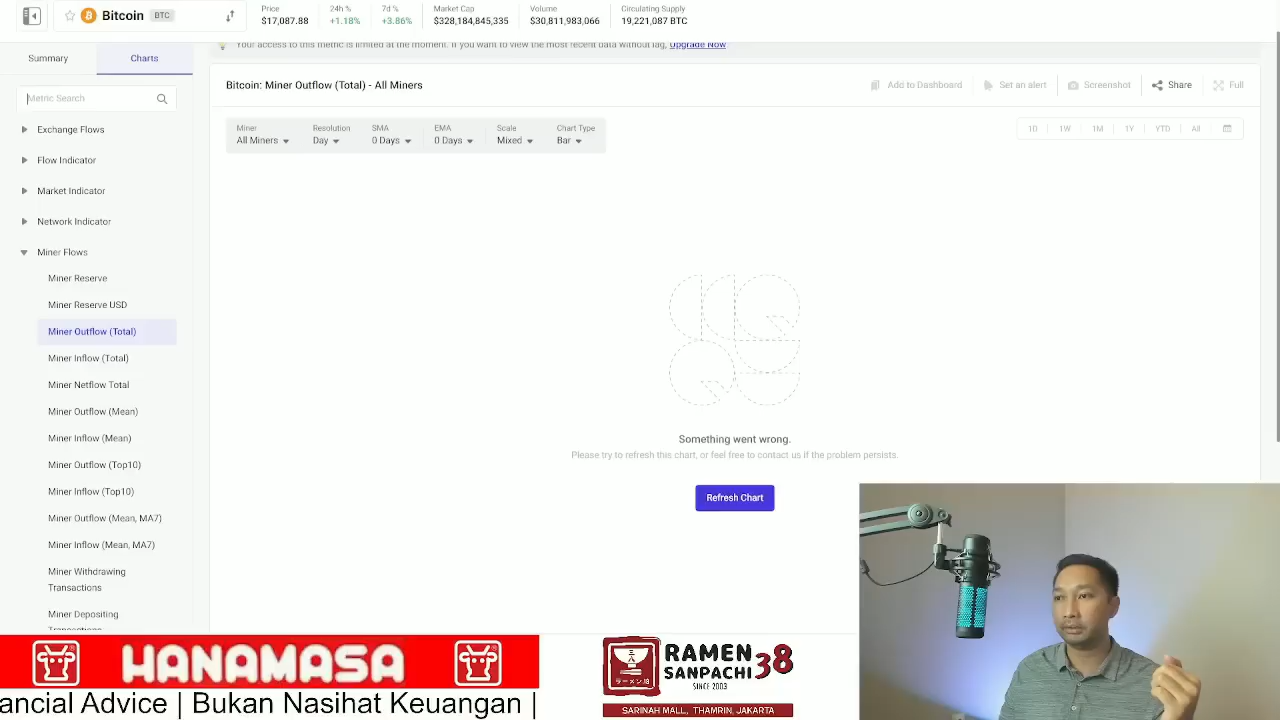 Bitcoin BTC
Price
$17,087.88
24h %
+1.18%
7d %
+3.86%
Market Cap
$328,184,845,335
Volume
$30,811,983,066
Circulating Supply
19,221,087 BTC
Your access to this metric is limited at the moment. If you want to view the most recent data without lag, Upgrade Now
Summary
Charts
Metric Search
Exchange Flows
Flow Indicator
Market Indicator
Network Indicator
Miner Flows
Miner Reserve
Miner Reserve USD
Miner Outflow (Total)
Miner Inflow (Total)
Miner Netflow Total
Miner Outflow (Mean)
Miner Inflow (Mean)
Miner Outflow (Top10)
Miner Inflow (Top10)
Miner Outflow (Mean, MA7)
Miner Inflow (Mean, MA7)
Miner Withdrawing
Transactions
Miner Depositing
Transactions
Bitcoin: Miner Outflow (Total) - All Miners
Add to Dashboard
Set an alert
Screenshot
Share
Full
Miner
All Miners
Resolution
Day
SMA
0 Days
EMA
0 Days
Scale
Mixed
Chart Type
Bar
1D
1W
1M
1Y
YTD
All
Something went wrong.
Please try to refresh this chart, or feel free to contact us if the problem persists.
Refresh Chart
HANAMASA
RAMEN
SANPACHI 38
SINCE 2003
SARINAH MALL, THAMRIN, JAKARTA
ancial Advice | Bukan Nasihat Keuangan |